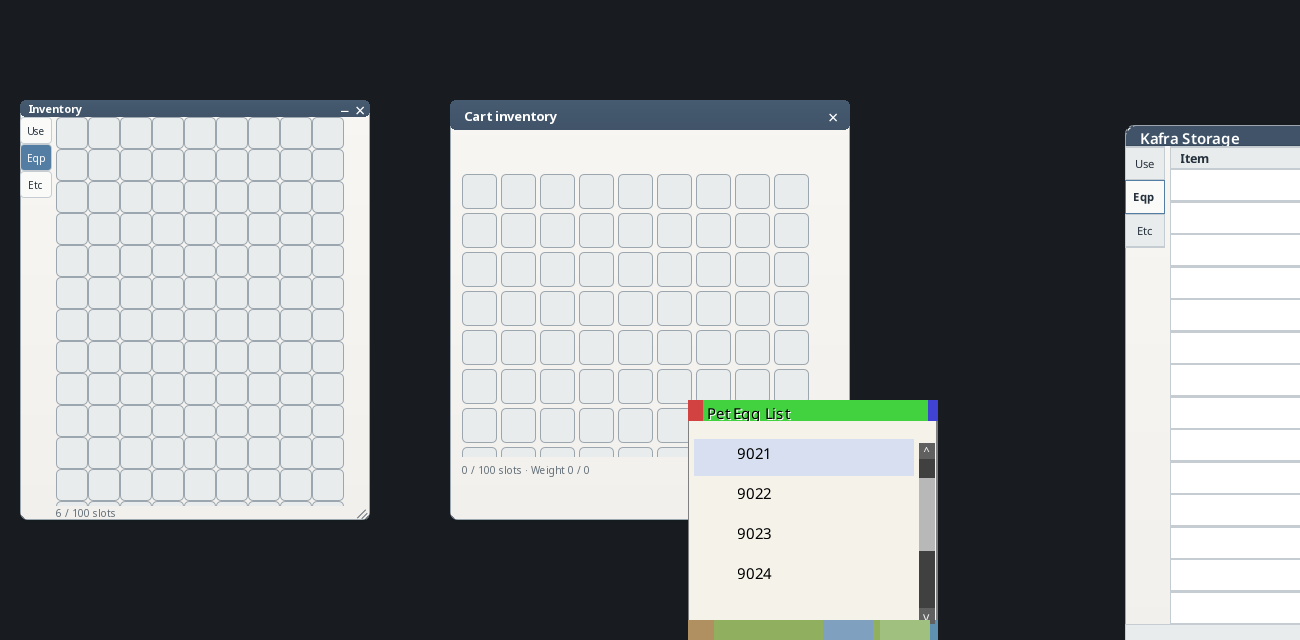 Inventory
Use
Eqp
Etc
6 / 100 slots
Cart inventory
0 / 100 slots · Weight 0 / 0
Pet Egg List
9021
9022
9023
9024
Kafra Storage
Use
Eqp
Etc
Item